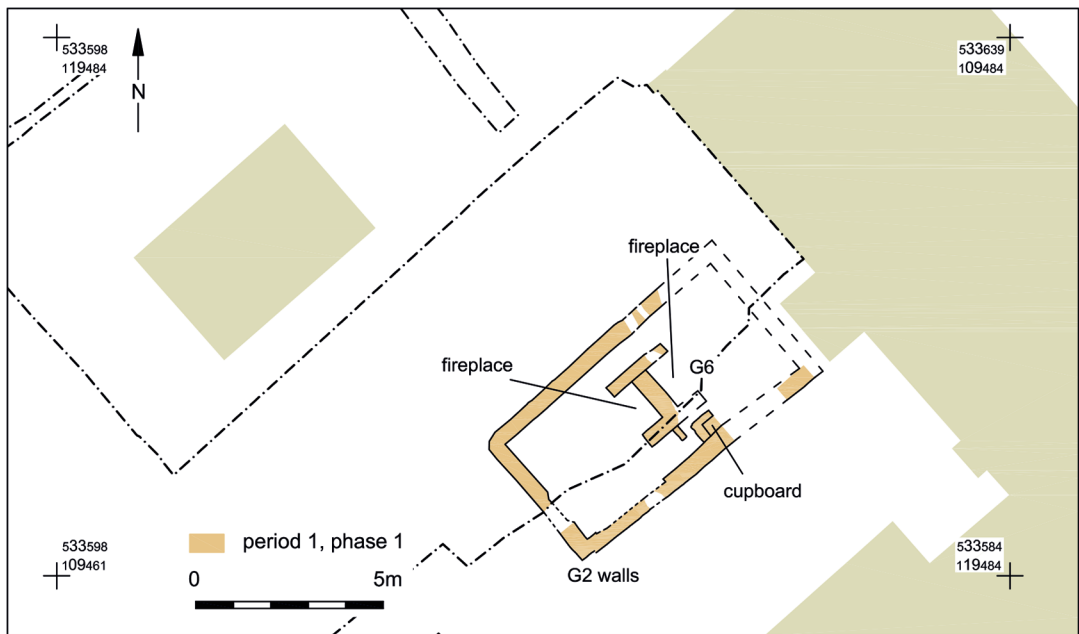 533598
119484
533639
109484
N
fireplace
fireplace
G6
cupboard
period 1, phase 1
0 5m
G2 walls
533598
109461
533584
119484